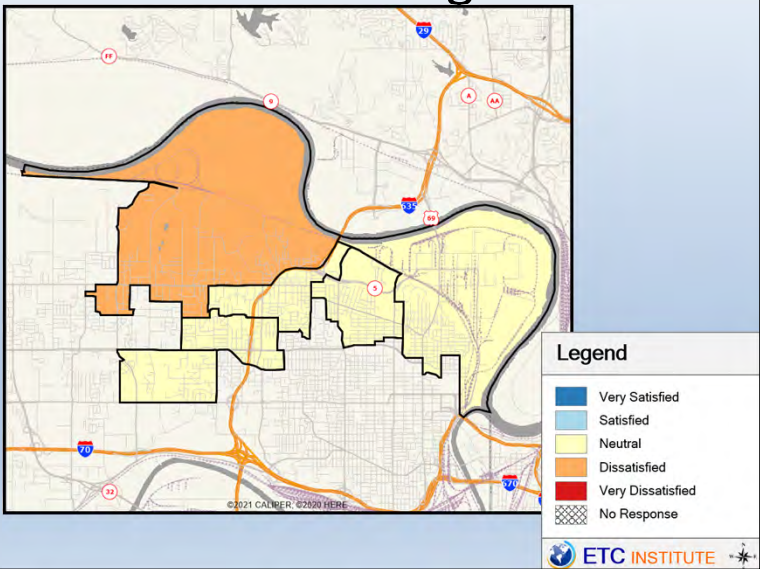 29
FF
9
A
AA
635
69
5
Legend
Very Satisfied
Satisfied
Neutral
Dissatisfied
Very Dissatisfied
No Response
70
32
670
©2021 CALIPER; ©2020 HERE
ETC INSTITUTE